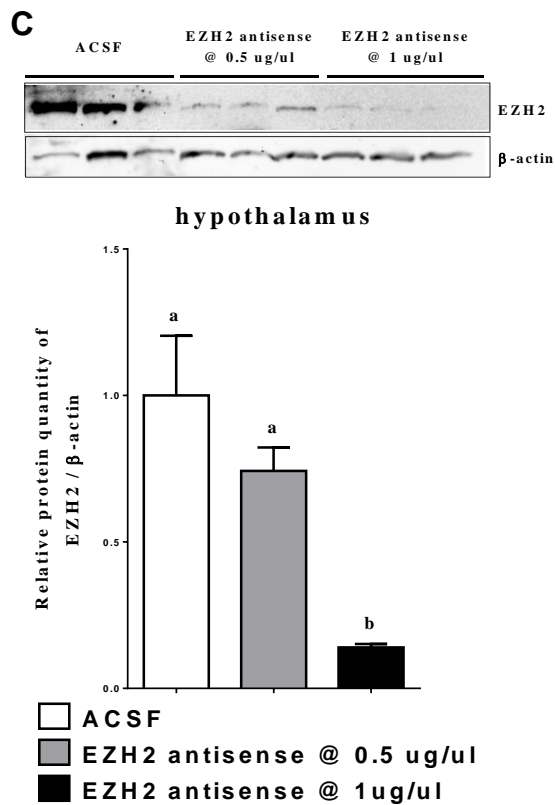 C
ACSF
EZH2 antisense
@ 0.5 ug/ul
EZH2 antisense
@ 1 ug/ul
EZH2
β-actin
hypothalamus
Relative protein quantity of
EZH2 / β-actin
1.5
1.0
0.5
0.0
a
a
b
ACSF
EZH2 antisense @ 0.5 ug/ul
EZH2 antisense @ 1ug/ul